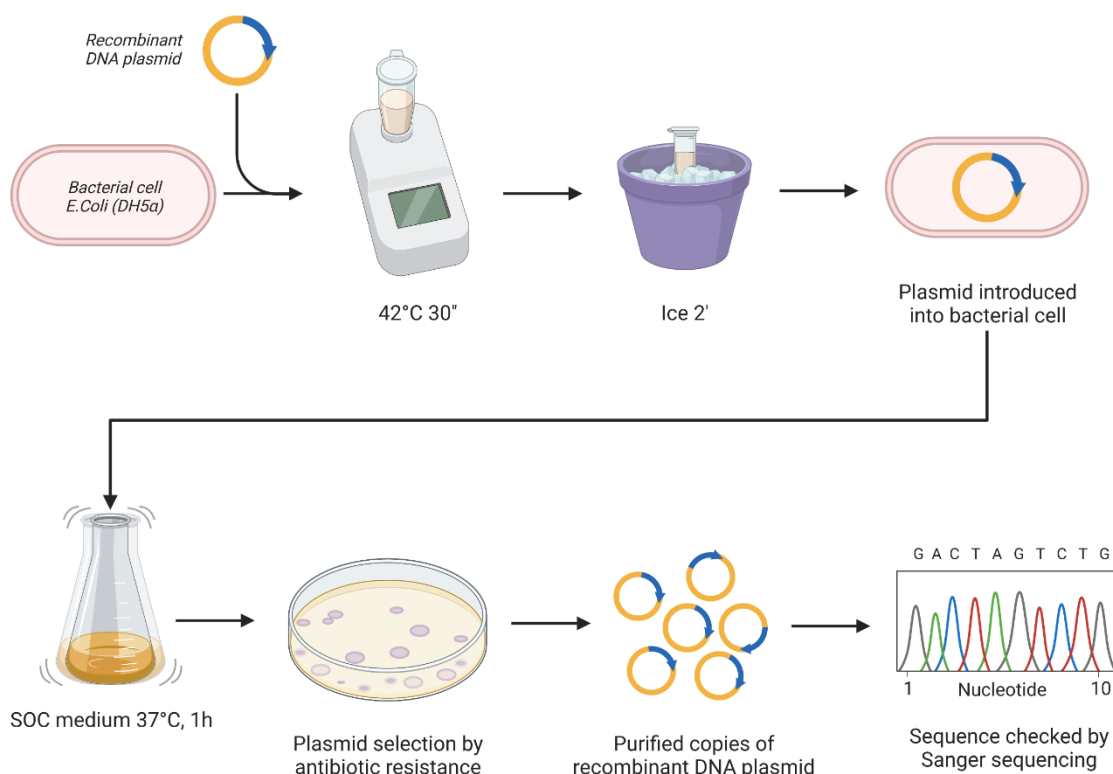 Recombinant
DNA plasmid
Bacterial cell
E.Coli (DH5α)
42°C 30"
Ice 2'
Plasmid introduced
into bacterial cell
SOC medium 37°C, 1h
Plasmid selection by
antibiotic resistance
Purified copies of
recombinant DNA plasmid
G A C T A G T C T G
1 Nucleotide 10
Sequence checked by
Sanger sequencing